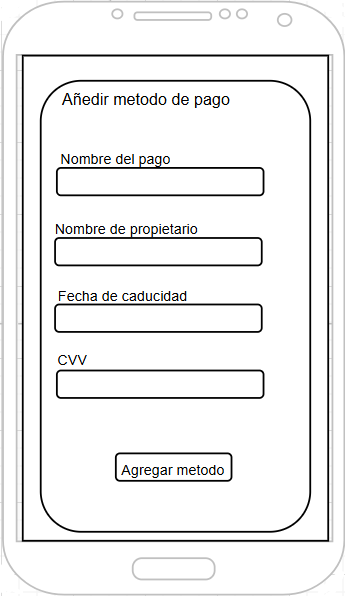 Añedir metodo de pago
Nombre del pago
Nombre de propietario
Fecha de caducidad
CVV
Agregar metodo